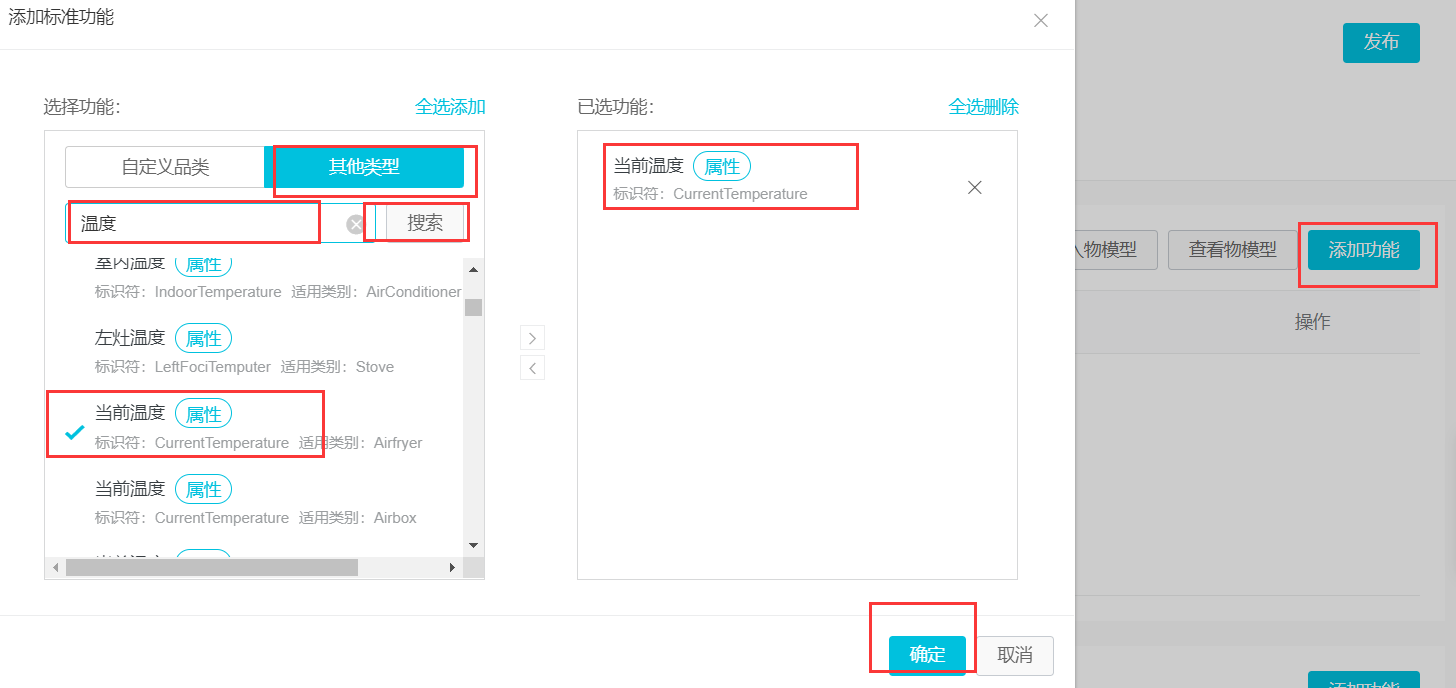 添加标准功能
发布
选择功能：
全选添加
已选功能：
全选删除
自定义品类
其他类型
温度
搜索
室内温度 属性
标识符：IndoorTemperature 适用类别：AirConditioner
左灶温度 属性
标识符：LeftFociTemputer 适用类别：Stove
当前温度 属性
标识符：CurrentTemperature 适用类别：Airfryer
当前温度 属性
标识符：CurrentTemperature 适用类别：Airbox
当前温度 属性
标识符：CurrentTemperature
入物模型
查看物模型
添加功能
操作
确定
取消
添加功能